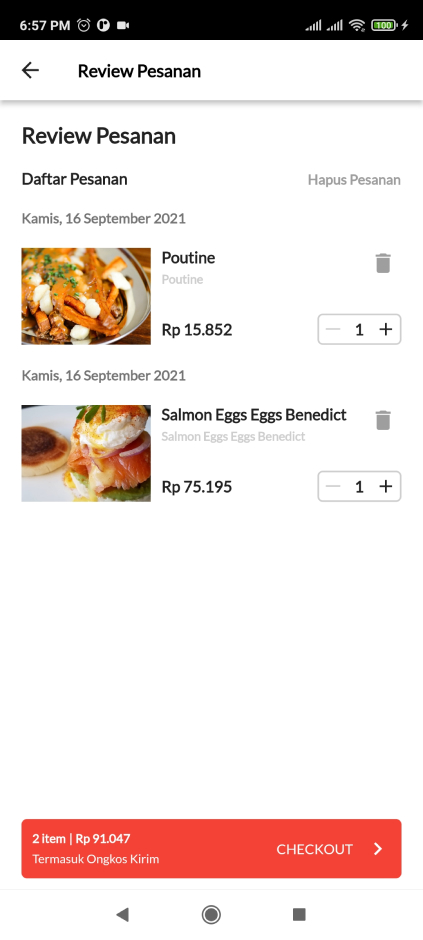 6:57 PM
100
Review Pesanan
Review Pesanan
Daftar Pesanan
Hapus Pesanan
Kamis, 16 September 2021
Poutine
Poutine
Rp 15.852
1
Kamis, 16 September 2021
Salmon Eggs Eggs Benedict
Salmon Eggs Eggs Benedict
Rp 75.195
1
2 item | Rp 91.047
Termasuk Ongkos Kirim
CHECKOUT